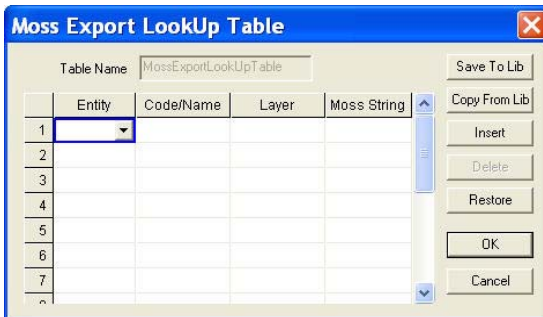 Moss Export LookUp Table
Table Name MossExportLookUpTable
Save To Lib
Copy From Lib
Insert
Delete
Restore
OK
Cancel
Entity Code/Name Layer Moss String
1
2
3
4
5
6
7